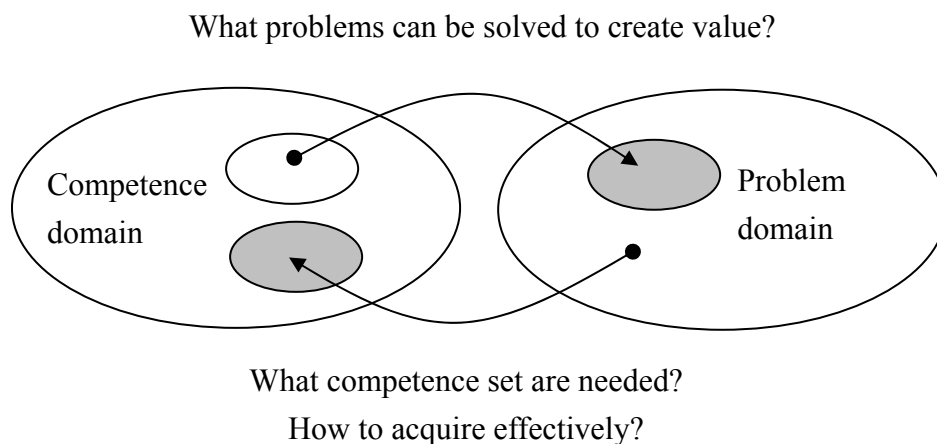 What problems can be solved to create value?
Competence
domain
Problem
domain
What competence set are needed?
How to acquire effectively?